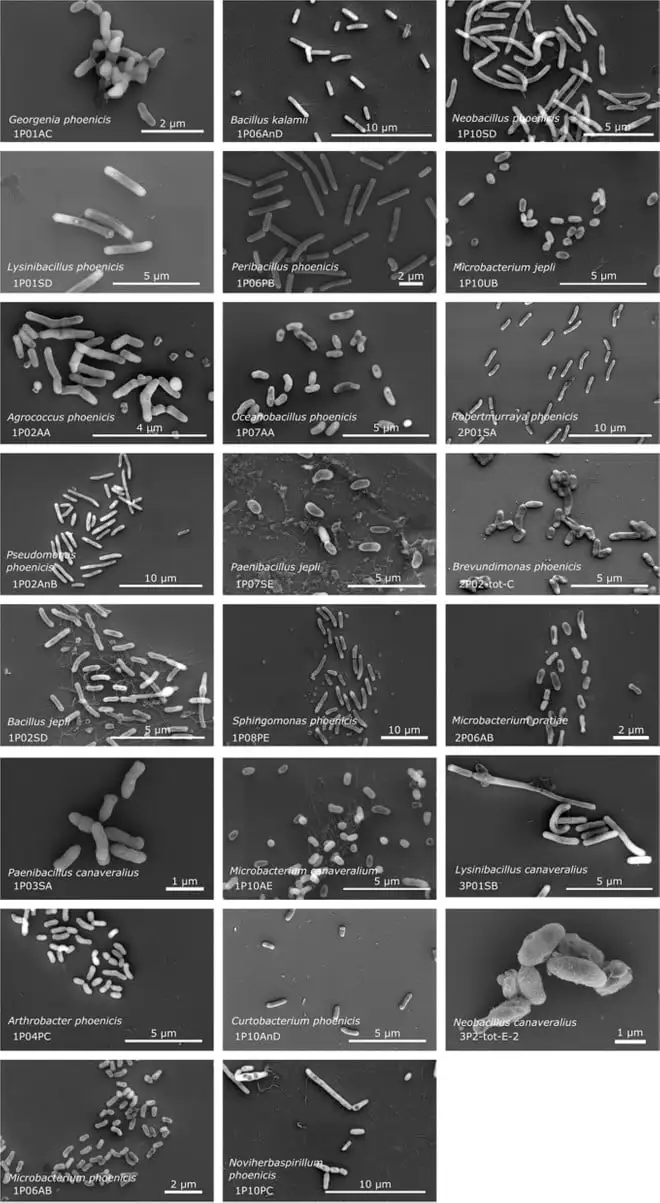 Georgenia phoenicis
1P01AC
2 µm
Bacillus kalamii
1P06AnD
10 µm
Neobacillus phoenicis
1P10SD
5 µm
Lysinibacillus phoenicis
1P01SD
5 µm
Peribacillus phoenicis
1P06PB
2 µm
Microbacterium jepli
1P10UB
5 µm
Agrococcus phoenicis
1P02AA
4 µm
Oceanobacillus phoenicis
1P07AA
5 µm
Robertmurraya phoenicis
2P01SA
10 µm
Pseudomonas
phoenicis
1P02AnB
10 µm
Paenibacillus jepli
1P07SE
5 µm
Brevundimonas phoenicis
2P02-tot-C
5 µm
Bacillus jepli
1P02SD
5 µm
Sphingomonas phoenicis
1P08PE
10 µm
Microbacterium pratiae
2P06AB
2 µm
Paenibacillus canaveralius
1P03SA
1 µm
Microbacterium canaveralium
1P10AE
5 µm
Lysinibacillus canaveralius
3P01SB
5 µm
Arthrobacter phoenicis
1P04PC
5 µm
Curtobacterium phoenicis
1P10AnD
5 µm
Neobacillus canaveralius
3P2-tot-E-2
1 µm
Microbacterium phoenicis
1P06AB
2 µm
Noviherbaspirillum
phoenicis
1P10PC
10 µm